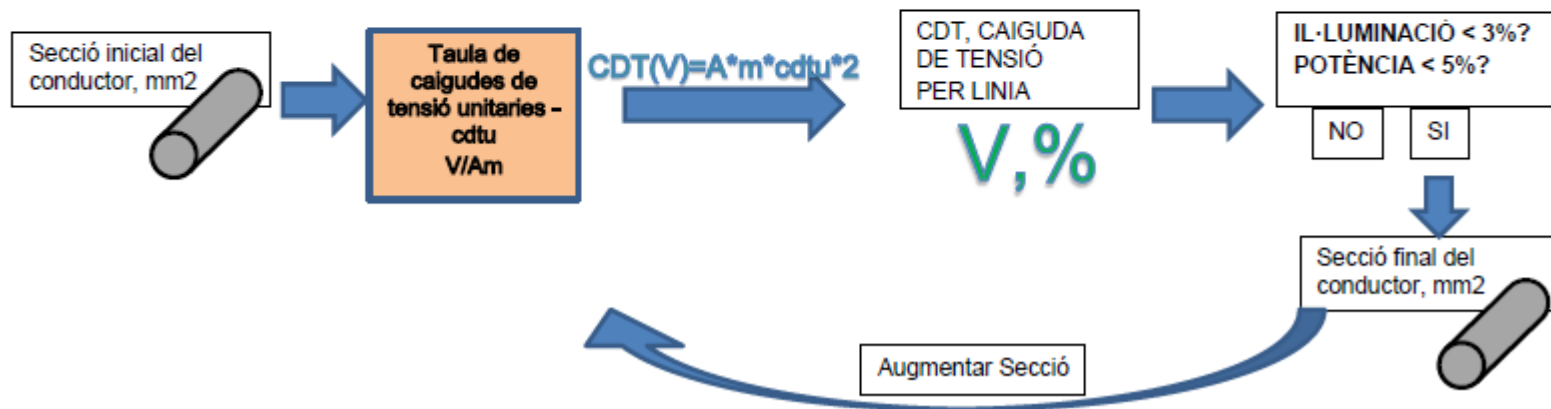 Secció inicial del
conductor, mm2
Taula de
caigudes de
tensió unitaries –
cdtu
V/Am
CDT(V)=A*m*cdtu*2
CDT, CAIGUDA
DE TENSIÓ
PER LINIA
V,%
IL·LUMINACIÓ < 3%?
POTÈNCIA < 5%?
NO
SI
Secció final del
conductor, mm2
Augmentar Secció